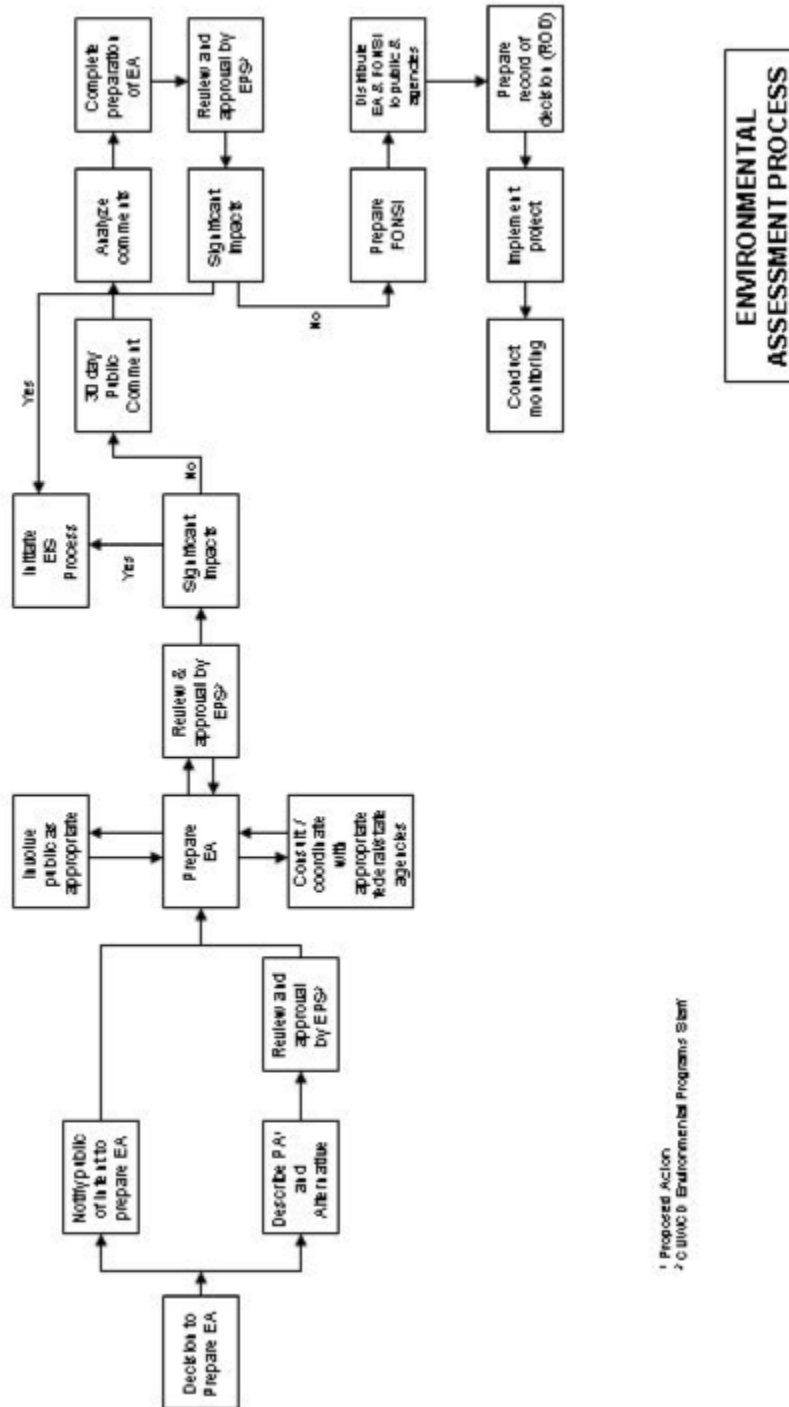 Decision to
Prepare EA
Notify public
of intent to
prepare EA
Describe PA¹
and
Alternative
Review and
approval
by EPS²
Involve
public as
appropriate
Prepare
EA
Consult /
coordinate
with
appropriate
federal/state
agencies
Review &
approval by
EPS²
Significant
Impacts
Yes
No
Initiate
EIS
Process
Yes
30 day
Public
Comment
Analyze
comments
Complete
preparation
of EA
Review and
approval by
EPS²
Significant
Impacts
No
Prepare
FONSI
Distribute
EA & FONSI
to public &
agencies
Prepare
record of
decision (ROD)
Implement
project
Conduct
monitoring
¹ Proposed Action
² CUWCD Environmental Programs Staff
ENVIRONMENTAL
ASSESSMENT PROCESS